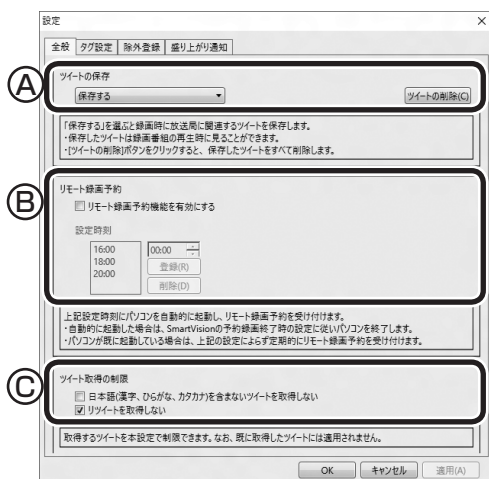 設定
全般 タグ設定 除外登録 盛り上がり通知
Ⓐ
ツイートの保存
保存する ツイートの削除(C)
「保存する」を選ぶと録画時に放送局に関連するツイートを保存します。
・保存したツイートは録画番組の再生時に見ることができます。
・[ツイートの削除]ボタンをクリックすると、保存したツイートをすべて削除します。
Ⓑ
リモート録画予約
リモート録画予約機能を有効にする
設定時刻
16:00 00:00
18:00 登録(R)
20:00 削除(D)
上記設定時刻にパソコンを自動的に起動し、リモート録画予約を受け付けます。
・自動的に起動した場合は、SmartVisionの予約録画終了時の設定に従いパソコンを終了します。
・パソコンが既に起動している場合は、上記の設定によらず定期的にリモート録画予約を受け付けます。
Ⓒ
ツイート取得の制限
日本語(漢字、ひらがな、カタカナ)を含まないツイートを取得しない
リツイートを取得しない
取得するツイートを本設定で制限できます。なお、既に取得したツイートには適用されません。
OK キャンセル 適用(A)